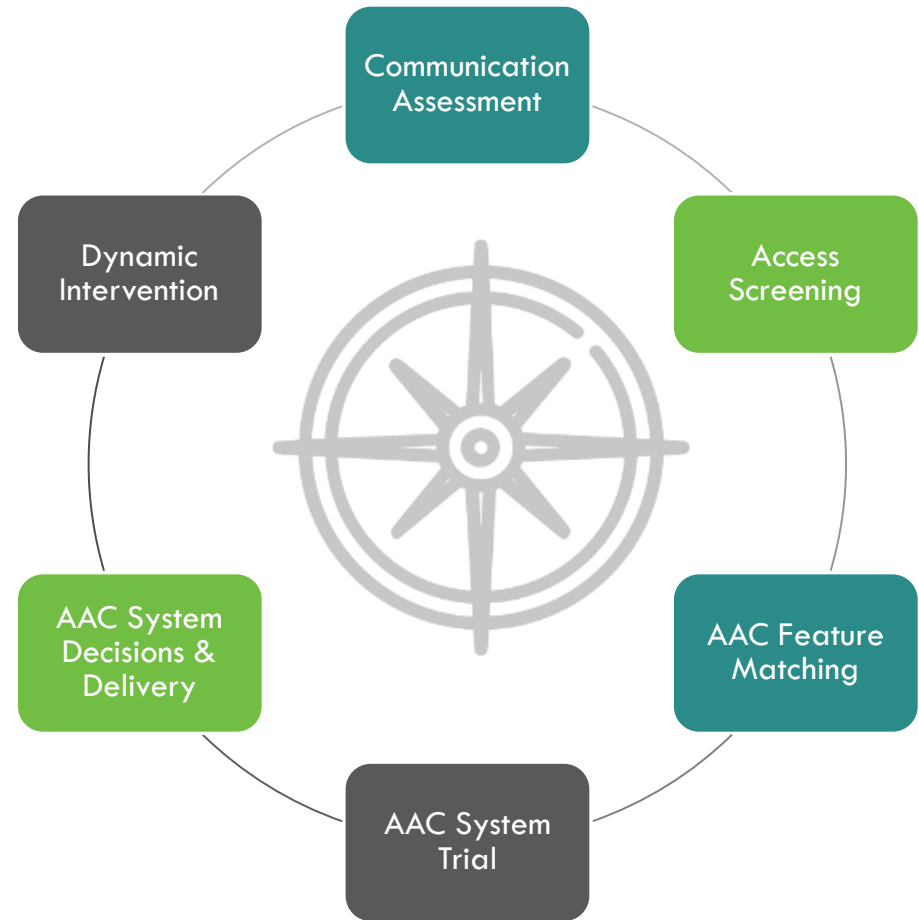 Communication
Assessment
Access
Screening
AAC Feature
Matching
AAC System
Trial
AAC System
Decisions &
Delivery
Dynamic
Intervention